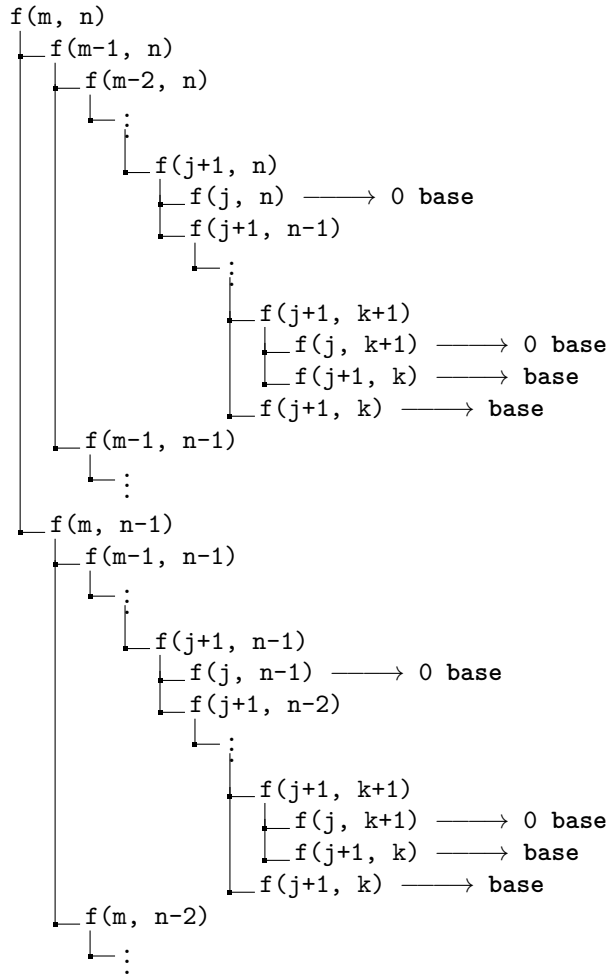 f(m, n)
f(m-1, n)
f(m-2, n)
⋮
f(j+1, n)
f(j, n) ⟶ 0 base
f(j+1, n-1)
⋮
f(j+1, k+1)
f(j, k+1) ⟶ 0 base
f(j+1, k) ⟶ base
f(j+1, k) ⟶ base
f(m-1, n-1)
⋮
f(m, n-1)
f(m-1, n-1)
⋮
f(j+1, n-1)
f(j, n-1) ⟶ 0 base
f(j+1, n-2)
⋮
f(j+1, k+1)
f(j, k+1) ⟶ 0 base
f(j+1, k) ⟶ base
f(j+1, k) ⟶ base
f(m, n-2)
⋮